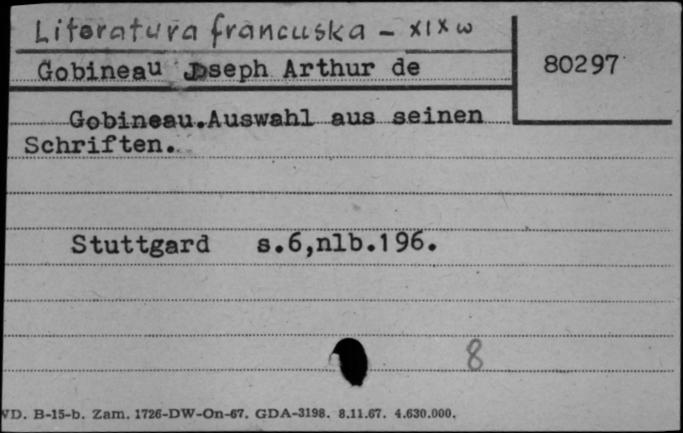 Literatura francuska - XIX w
Gobineau Joseph Arthur de
80297
Gobineau.Auswahl aus seinen
Schriften.
Stuttgard s.6,nlb.196.
8
WD. B-15-b. Zam. 1726-DW-On-67. GDA-3198. 8.11.67. 4.630.000.